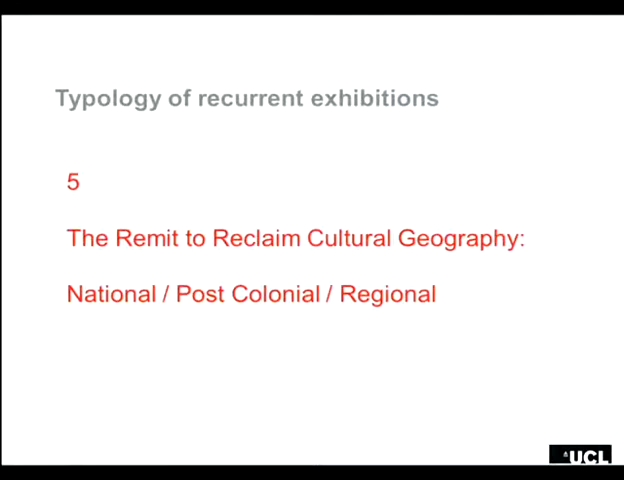 Typology of recurrent exhibitions
5
The Remit to Reclaim Cultural Geography:
National / Post Colonial / Regional
UCL